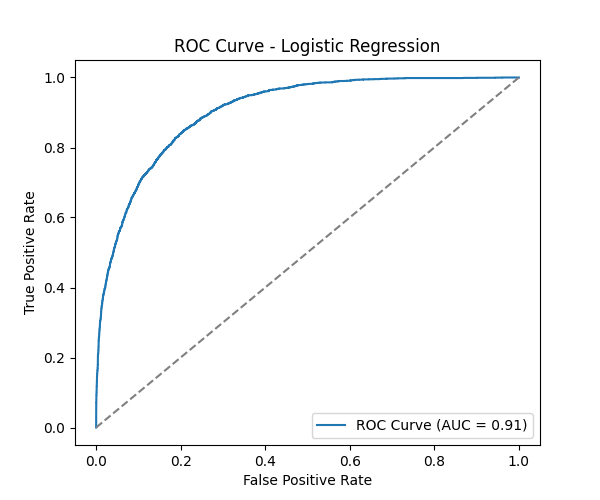 ROC Curve - Logistic Regression
True Positive Rate
1.0
0.8
0.6
0.4
0.2
0.0
ROC Curve (AUC = 0.91)
0.0 0.2 0.4 0.6 0.8 1.0
False Positive Rate